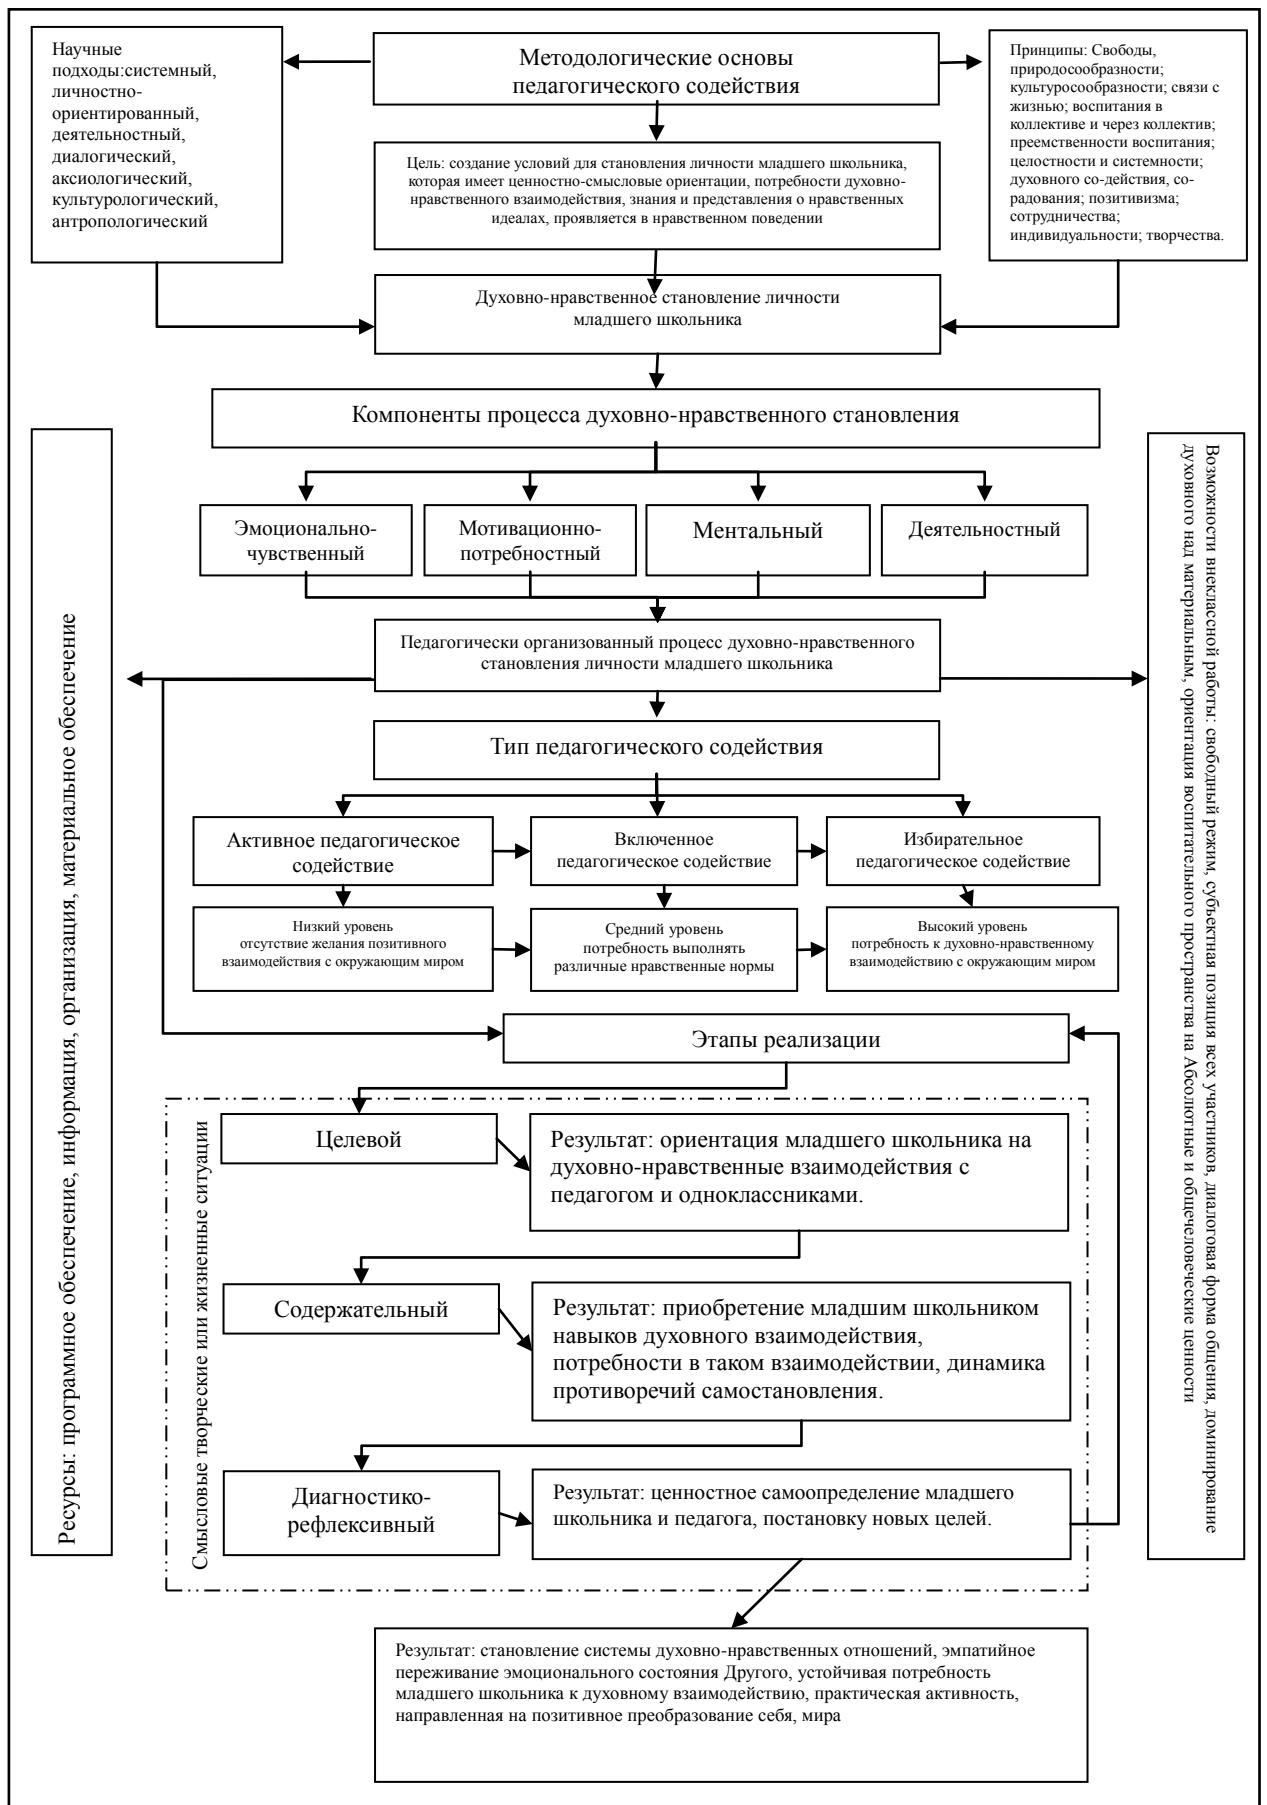 Научные
подходы:системный,
личностно-
ориентированный,
деятельностный,
диалогический,
аксиологический,
культурологический,
антропологический
Методологические основы
педагогического содействия
Принципы: Свободы,
природосообразности;
культуросообразности; связи с
жизнью; воспитания в
коллективе и через коллектив;
преемственности воспитания;
целостности и системности;
духовного со-действия, со-
радования; позитивизма;
сотрудничества;
индивидуальности; творчества.
Цель: создание условий для становления личности младшего школьника,
которая имеет ценностно-смысловые ориентации, потребности духовно-
нравственного взаимодействия, знания и представления о нравственных
идеалах, проявляется в нравственном поведении
Духовно-нравственное становление личности
младшего школьника
Компоненты процесса духовно-нравственного становления
Эмоционально-
чувственный
Мотивационно-
потребностный
Ментальный
Деятельностный
Педагогически организованный процесс духовно-нравственного
становления личности младшего школьника
Ресурсы: программное обеспечение, информация, организация, материальное обеспечение
Возможности внеклассной работы: свободный режим, субъектная позиция всех участников, диалоговая форма общения, доминирование
духовного над материальным, ориентация воспитательного пространства на Абсолютные и общечеловеческие ценности
Тип педагогического содействия
Активное педагогическое
содействие
Включенное
педагогическое содействие
Избирательное
педагогическое содействие
Низкий уровень
отсутствие желания позитивного
взаимодействия с окружающим миром
Средний уровень
потребность выполнять
различные нравственные нормы
Высокий уровень
потребность к духовно-нравственному
взаимодействию с окружающим миром
Этапы реализации
Смысловые творческие или жизненные ситуации
Целевой
Результат: ориентация младшего школьника на
духовно-нравственные взаимодействия с
педагогом и одноклассниками.
Содержательный
Результат: приобретение младшим школьником
навыков духовного взаимодействия,
потребности в таком взаимодействии, динамика
противоречий самостановления.
Диагностико-
рефлексивный
Результат: ценностное самоопределение младшего
школьника и педагога, постановку новых целей.
Результат: становление системы духовно-нравственных отношений, эмпатийное
переживание эмоционального состояния Другого, устойчивая потребность
младшего школьника к духовному взаимодействию, практическая активность,
направленная на позитивное преобразование себя, мира